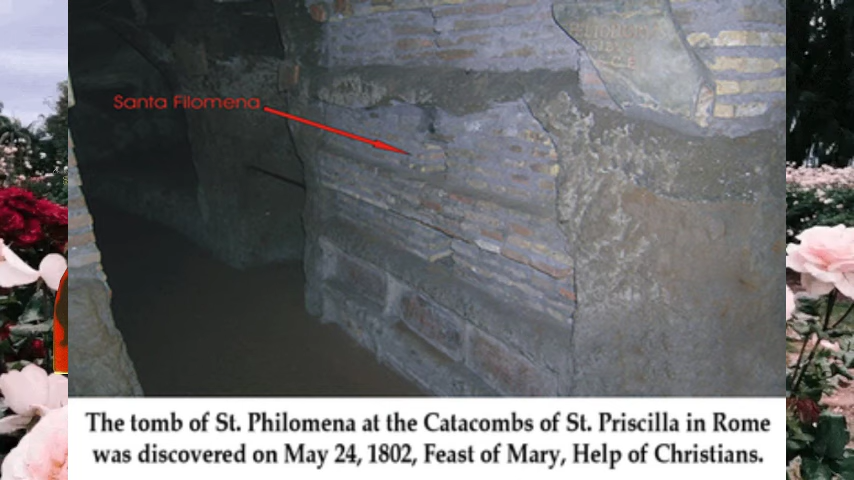 Santa Filomena
The tomb of St. Philomena at the Catacombs of St. Priscilla in Rome
was discovered on May 24, 1802, Feast of Mary, Help of Christians.